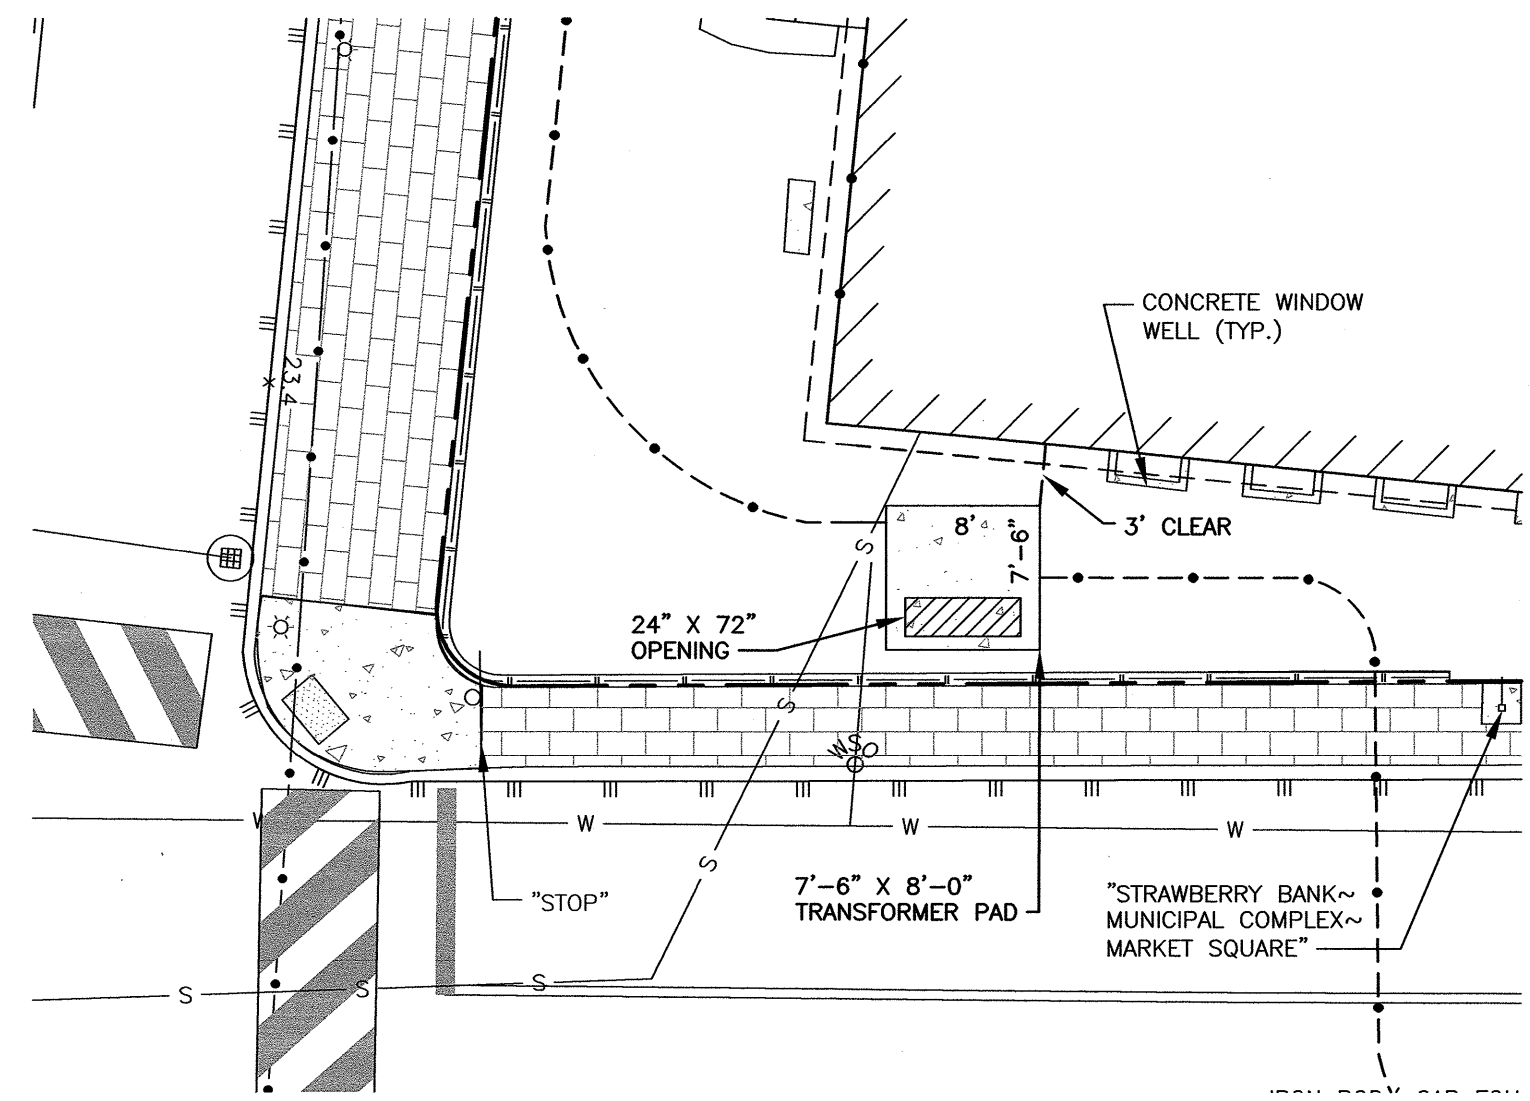 23.4
CONCRETE WINDOW
WELL (TYP.)
8'
7'-6"
3' CLEAR
S
24" X 72"
OPENING
S
WSO
W
W
W
W
S
"STOP"
7'-6" X 8'-0"
TRANSFORMER PAD
"STRAWBERRY BANK~
MUNICIPAL COMPLEX~
MARKET SQUARE"
S
S
S